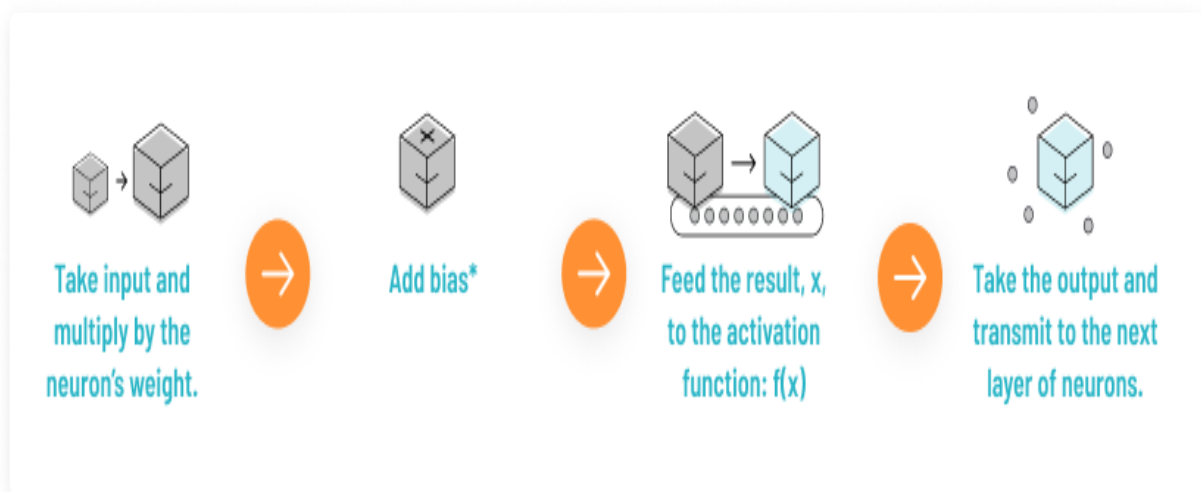 Take input and
multiply by the
neuron's weight.
Add bias*
Feed the result, x,
to the activation
function: f(x)
Take the output and
transmit to the next
layer of neurons.